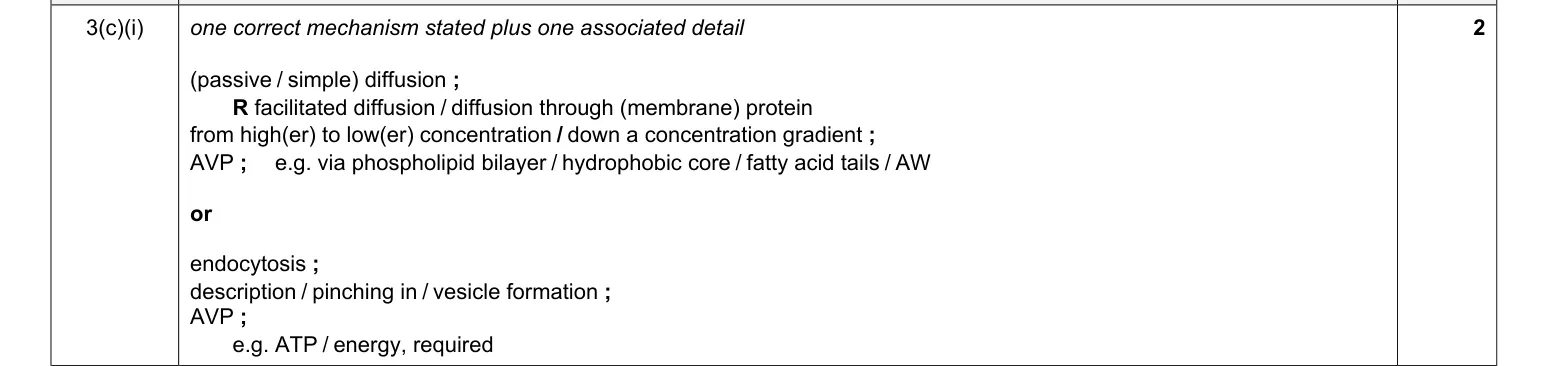 3(c)(i) one correct mechanism stated plus one associated detail 2
(passive / simple) diffusion ;
R facilitated diffusion / diffusion through (membrane) protein
from high(er) to low(er) concentration / down a concentration gradient ;
AVP ; e.g. via phospholipid bilayer / hydrophobic core / fatty acid tails / AW
or
endocytosis ;
description / pinching in / vesicle formation ;
AVP ;
e.g. ATP / energy, required